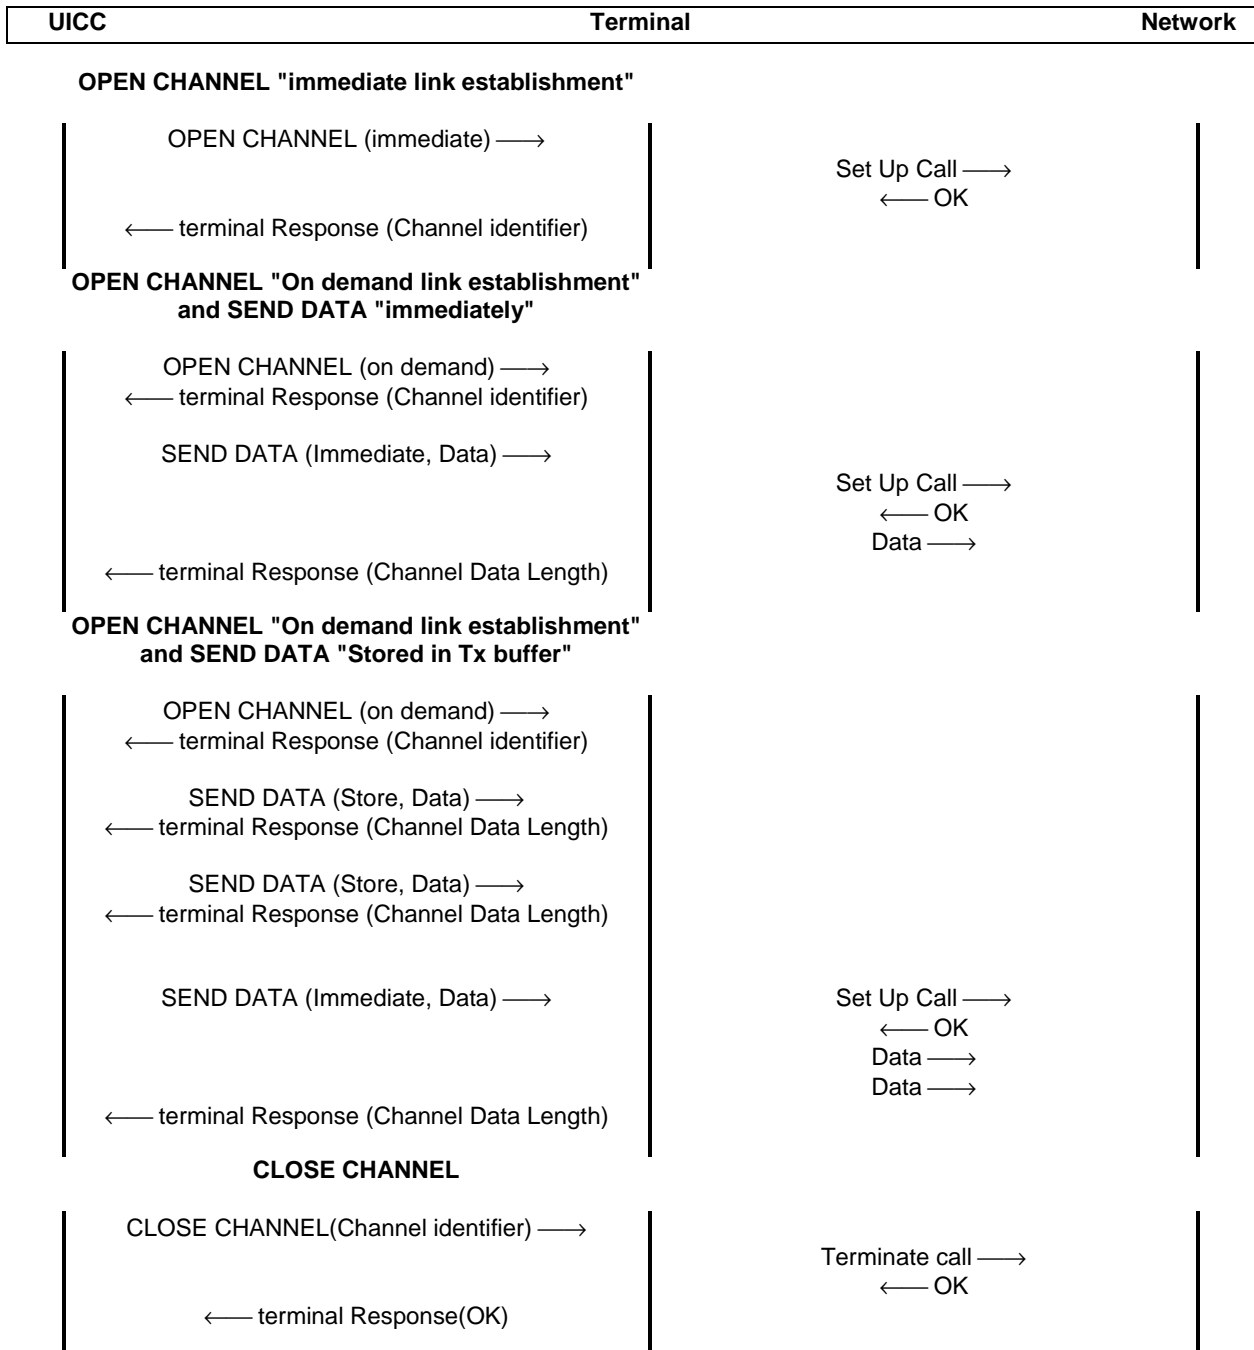 UICC Terminal Network
OPEN CHANNEL "immediate link establishment"
OPEN CHANNEL (immediate) ⟶
Set Up Call ⟶
⟵ OK
⟵ terminal Response (Channel identifier)
OPEN CHANNEL "On demand link establishment"
and SEND DATA "immediately"
OPEN CHANNEL (on demand) ⟶
⟵ terminal Response (Channel identifier)
SEND DATA (Immediate, Data) ⟶
Set Up Call ⟶
⟵ OK
Data ⟶
⟵ terminal Response (Channel Data Length)
OPEN CHANNEL "On demand link establishment"
and SEND DATA "Stored in Tx buffer"
OPEN CHANNEL (on demand) ⟶
⟵ terminal Response (Channel identifier)
SEND DATA (Store, Data) ⟶
⟵ terminal Response (Channel Data Length)
SEND DATA (Store, Data) ⟶
⟵ terminal Response (Channel Data Length)
SEND DATA (Immediate, Data) ⟶ Set Up Call ⟶
⟵ OK
Data ⟶
Data ⟶
⟵ terminal Response (Channel Data Length)
CLOSE CHANNEL
CLOSE CHANNEL(Channel identifier) ⟶
Terminate call ⟶
⟵ OK
⟵ terminal Response(OK)